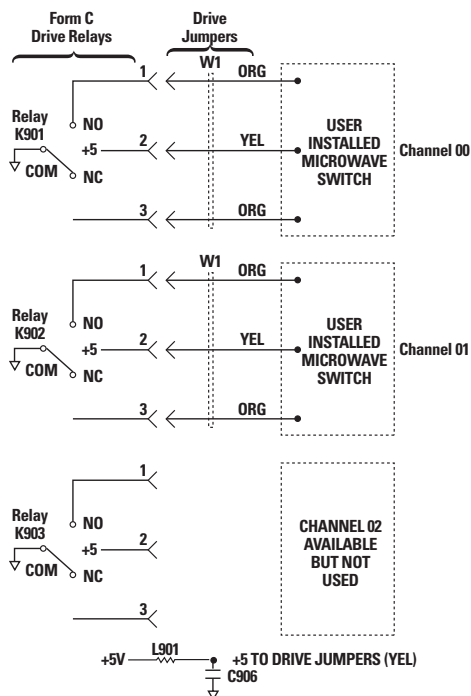 Form C
Drive Relays
Drive
Jumpers
W1
1
ORG
Relay
K901
NO
+5
2
YEL
COM
NC
3
ORG
USER
INSTALLED
MICROWAVE
SWITCH
Channel 00
W1
1
ORG
Relay
K902
NO
+5
2
YEL
COM
NC
3
ORG
USER
INSTALLED
MICROWAVE
SWITCH
Channel 01
1
Relay
K903
NO
+5
2
COM
NC
3
CHANNEL 02
AVAILABLE
BUT NOT
USED
+5V
L901
+5 TO DRIVE JUMPERS (YEL)
C906